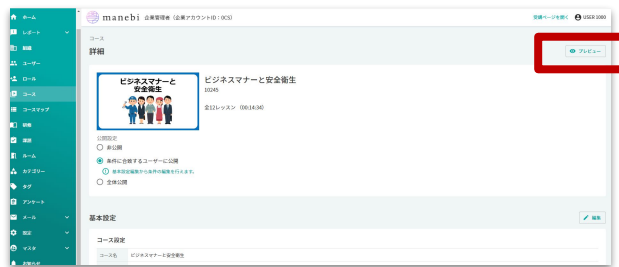 ホーム
manebi 企業管理者（企業アカウントID：IICS）
受講ページを開く
USER 1000
レポート
コース
詳細
プレビュー
ユーザー
ロール
コース
コースマップ
ビジネスマナーと
安全衛生
ビジネスマナーと安全衛生
10245
全12レッスン （00:14:34）
課題
ルーム
カテゴリー
タグ
アンケート
メール
設定
マスタ
お知らせ
公開設定
非公開
条件に合致するユーザーに公開
基本設定編集から条件の編集を行えます。
全体公開
基本設定
編集
コース設定
コース名
ビジネスマナーと安全衛生